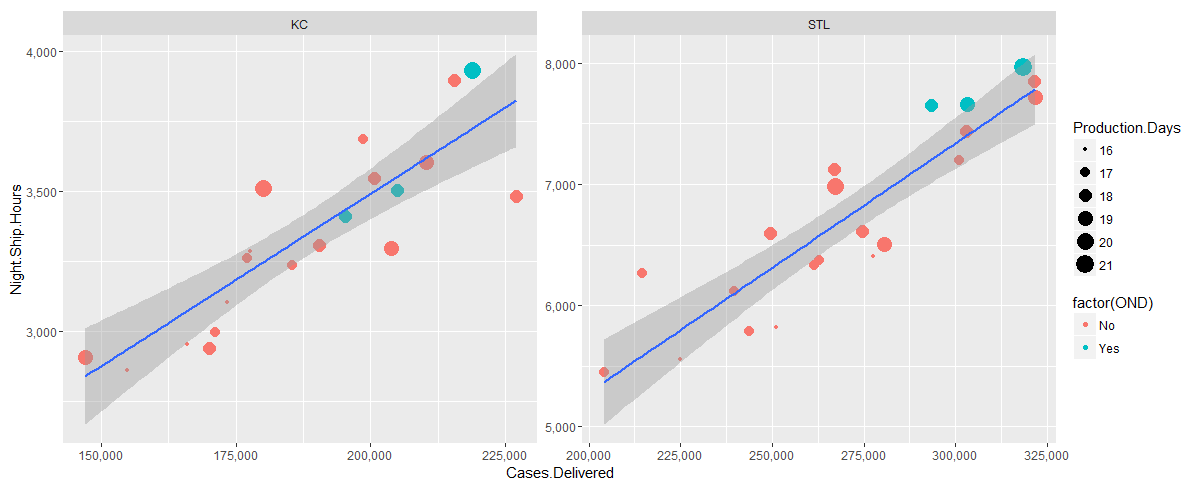 KC
STL
Night.Ship.Hours
4,000
3,500
3,000
8,000
7,000
6,000
5,000
150,000
175,000
200,000
225,000
200,000
225,000
250,000
275,000
300,000
325,000
Cases.Delivered
Production.Days
16
17
18
19
20
21
factor(OND)
No
Yes